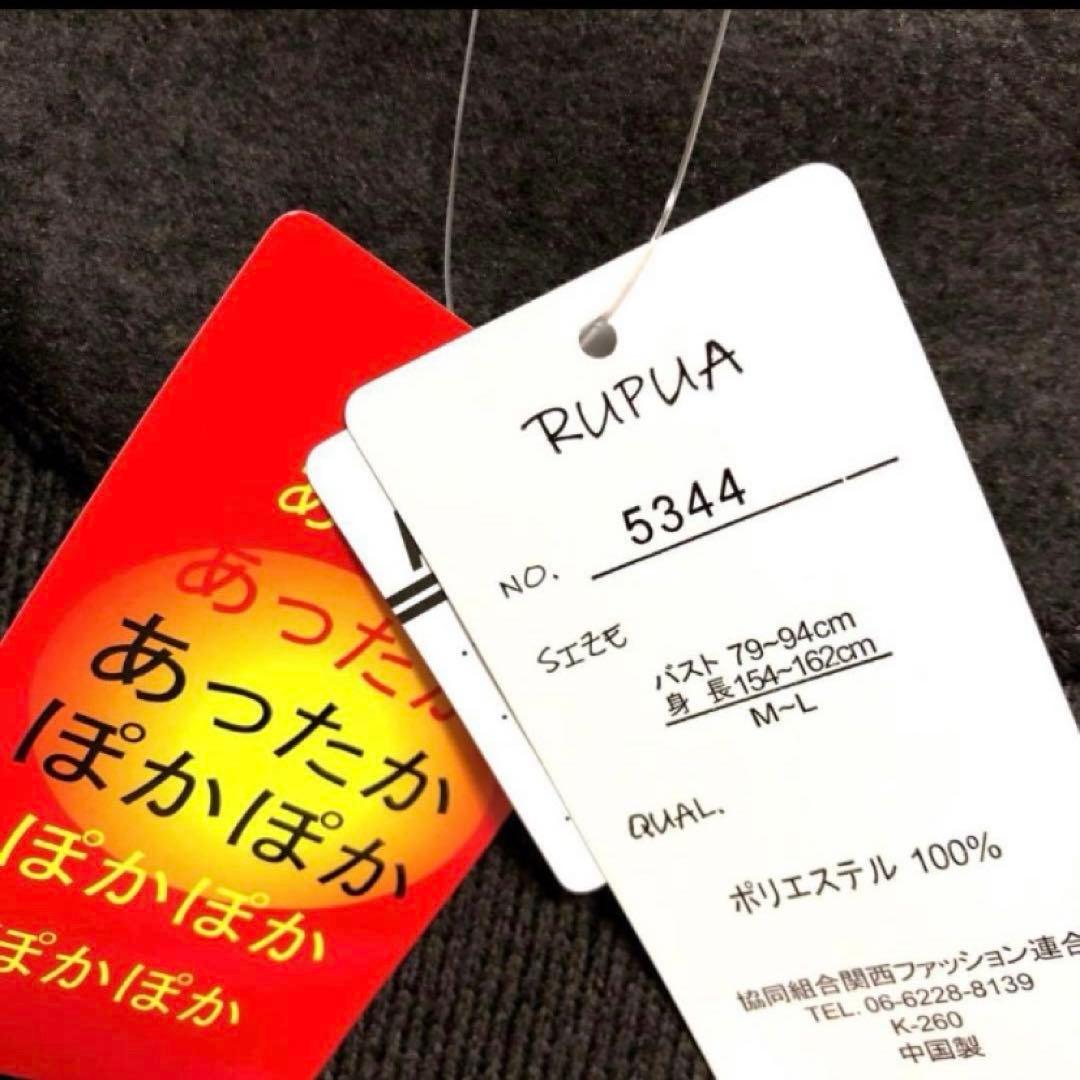 あったか
あったか
ぽかぽか
ぽかぽか
ぽかぽか
RUPUA
NO. 5344
SIZE
バスト 79~94cm
身 長154~162cm
M~L
QUAL.
ポリエステル 100%
協同組合関西ファッション連合
TEL. 06-6228-8139
K-260
中国製